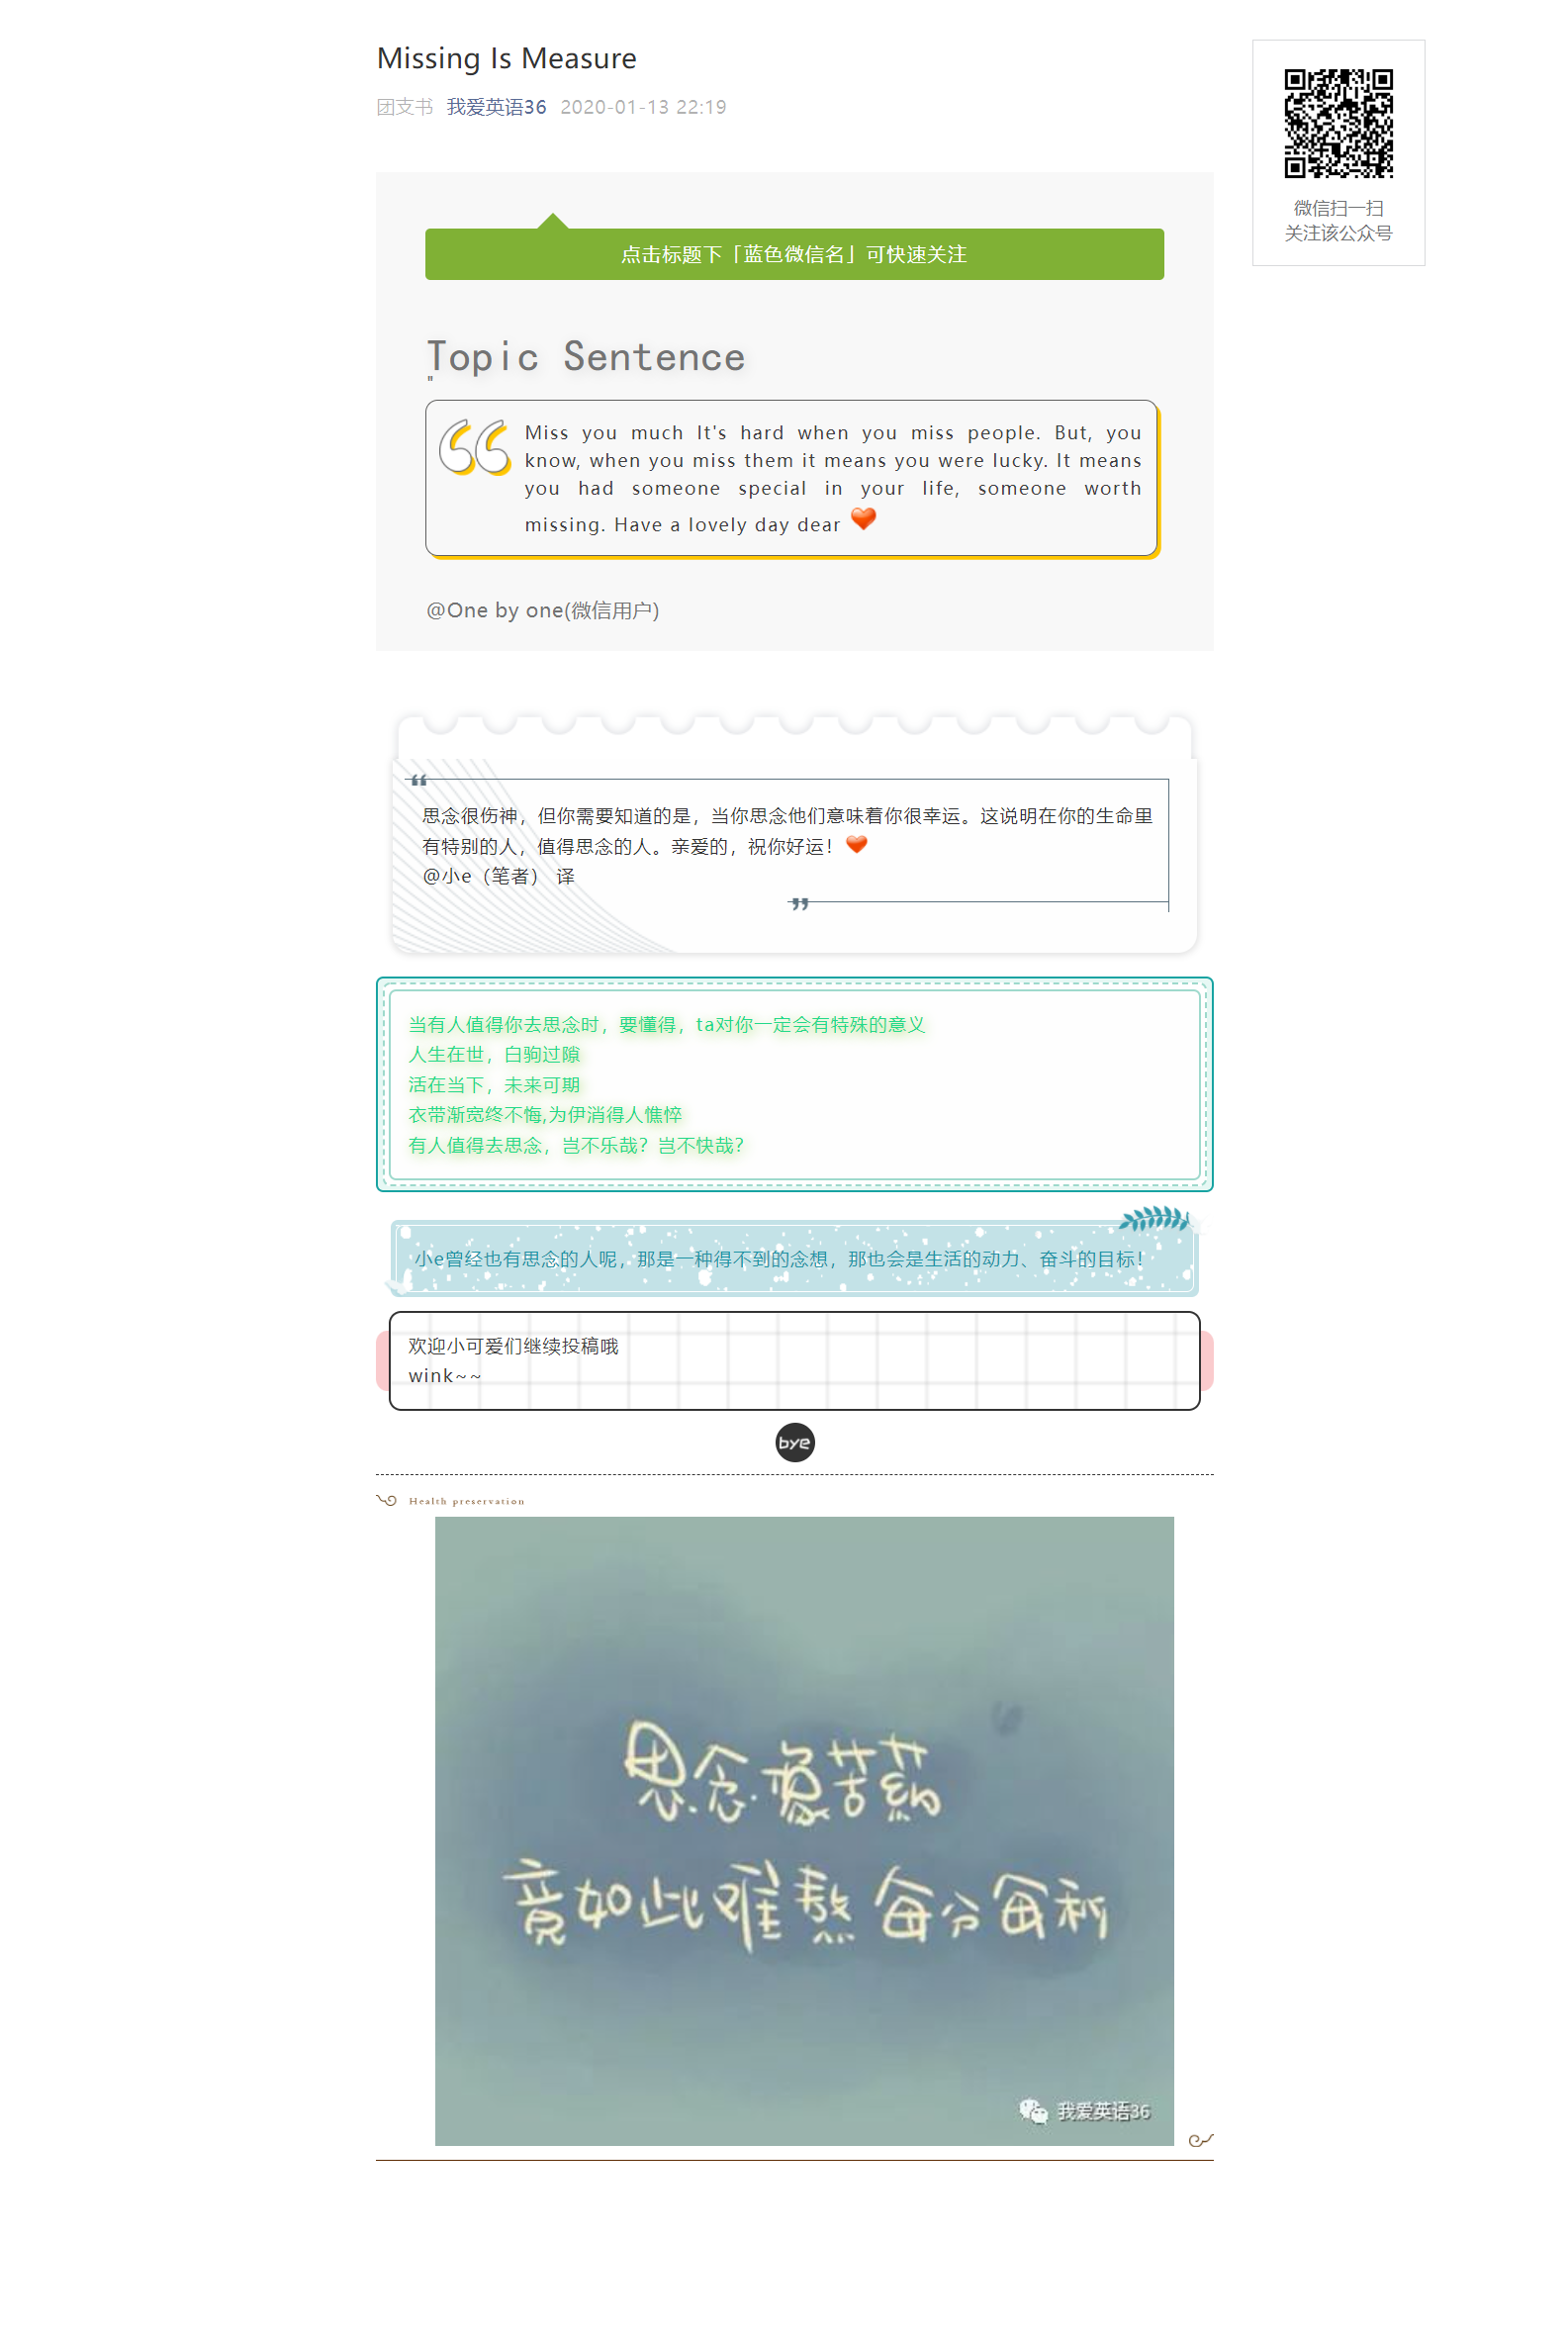 Missing Is Measure
团支书 我爱英语36 2020-01-13 22:19
微信扫一扫
关注该公众号
点击标题下「蓝色微信名」可快速关注
Topic Sentence
"
Miss you much It's hard when you miss people. But, you
know, when you miss them it means you were lucky. It means
you had someone special in your life, someone worth
missing. Have a lovely day dear ❤
@One by one(微信用户)
思念很伤神，但你需要知道的是，当你思念他们意味着你很幸运。这说明在你的生命里
有特别的人，值得思念的人。亲爱的，祝你好运！❤
@小e（笔者） 译
当有人值得你去思念时，要懂得，ta对你一定会有特殊的意义
人生在世，白驹过隙
活在当下，未来可期
衣带渐宽终不悔,为伊消得人憔悴
有人值得去思念，岂不乐哉？岂不快哉？
小e曾经也有思念的人呢，那是一种得不到的念想，那也会是生活的动力、奋斗的目标！
欢迎小可爱们继续投稿哦
wink~~
bye
Health preservation
思念像苦药
竟如此难熬 每分每秒
我爱英语36